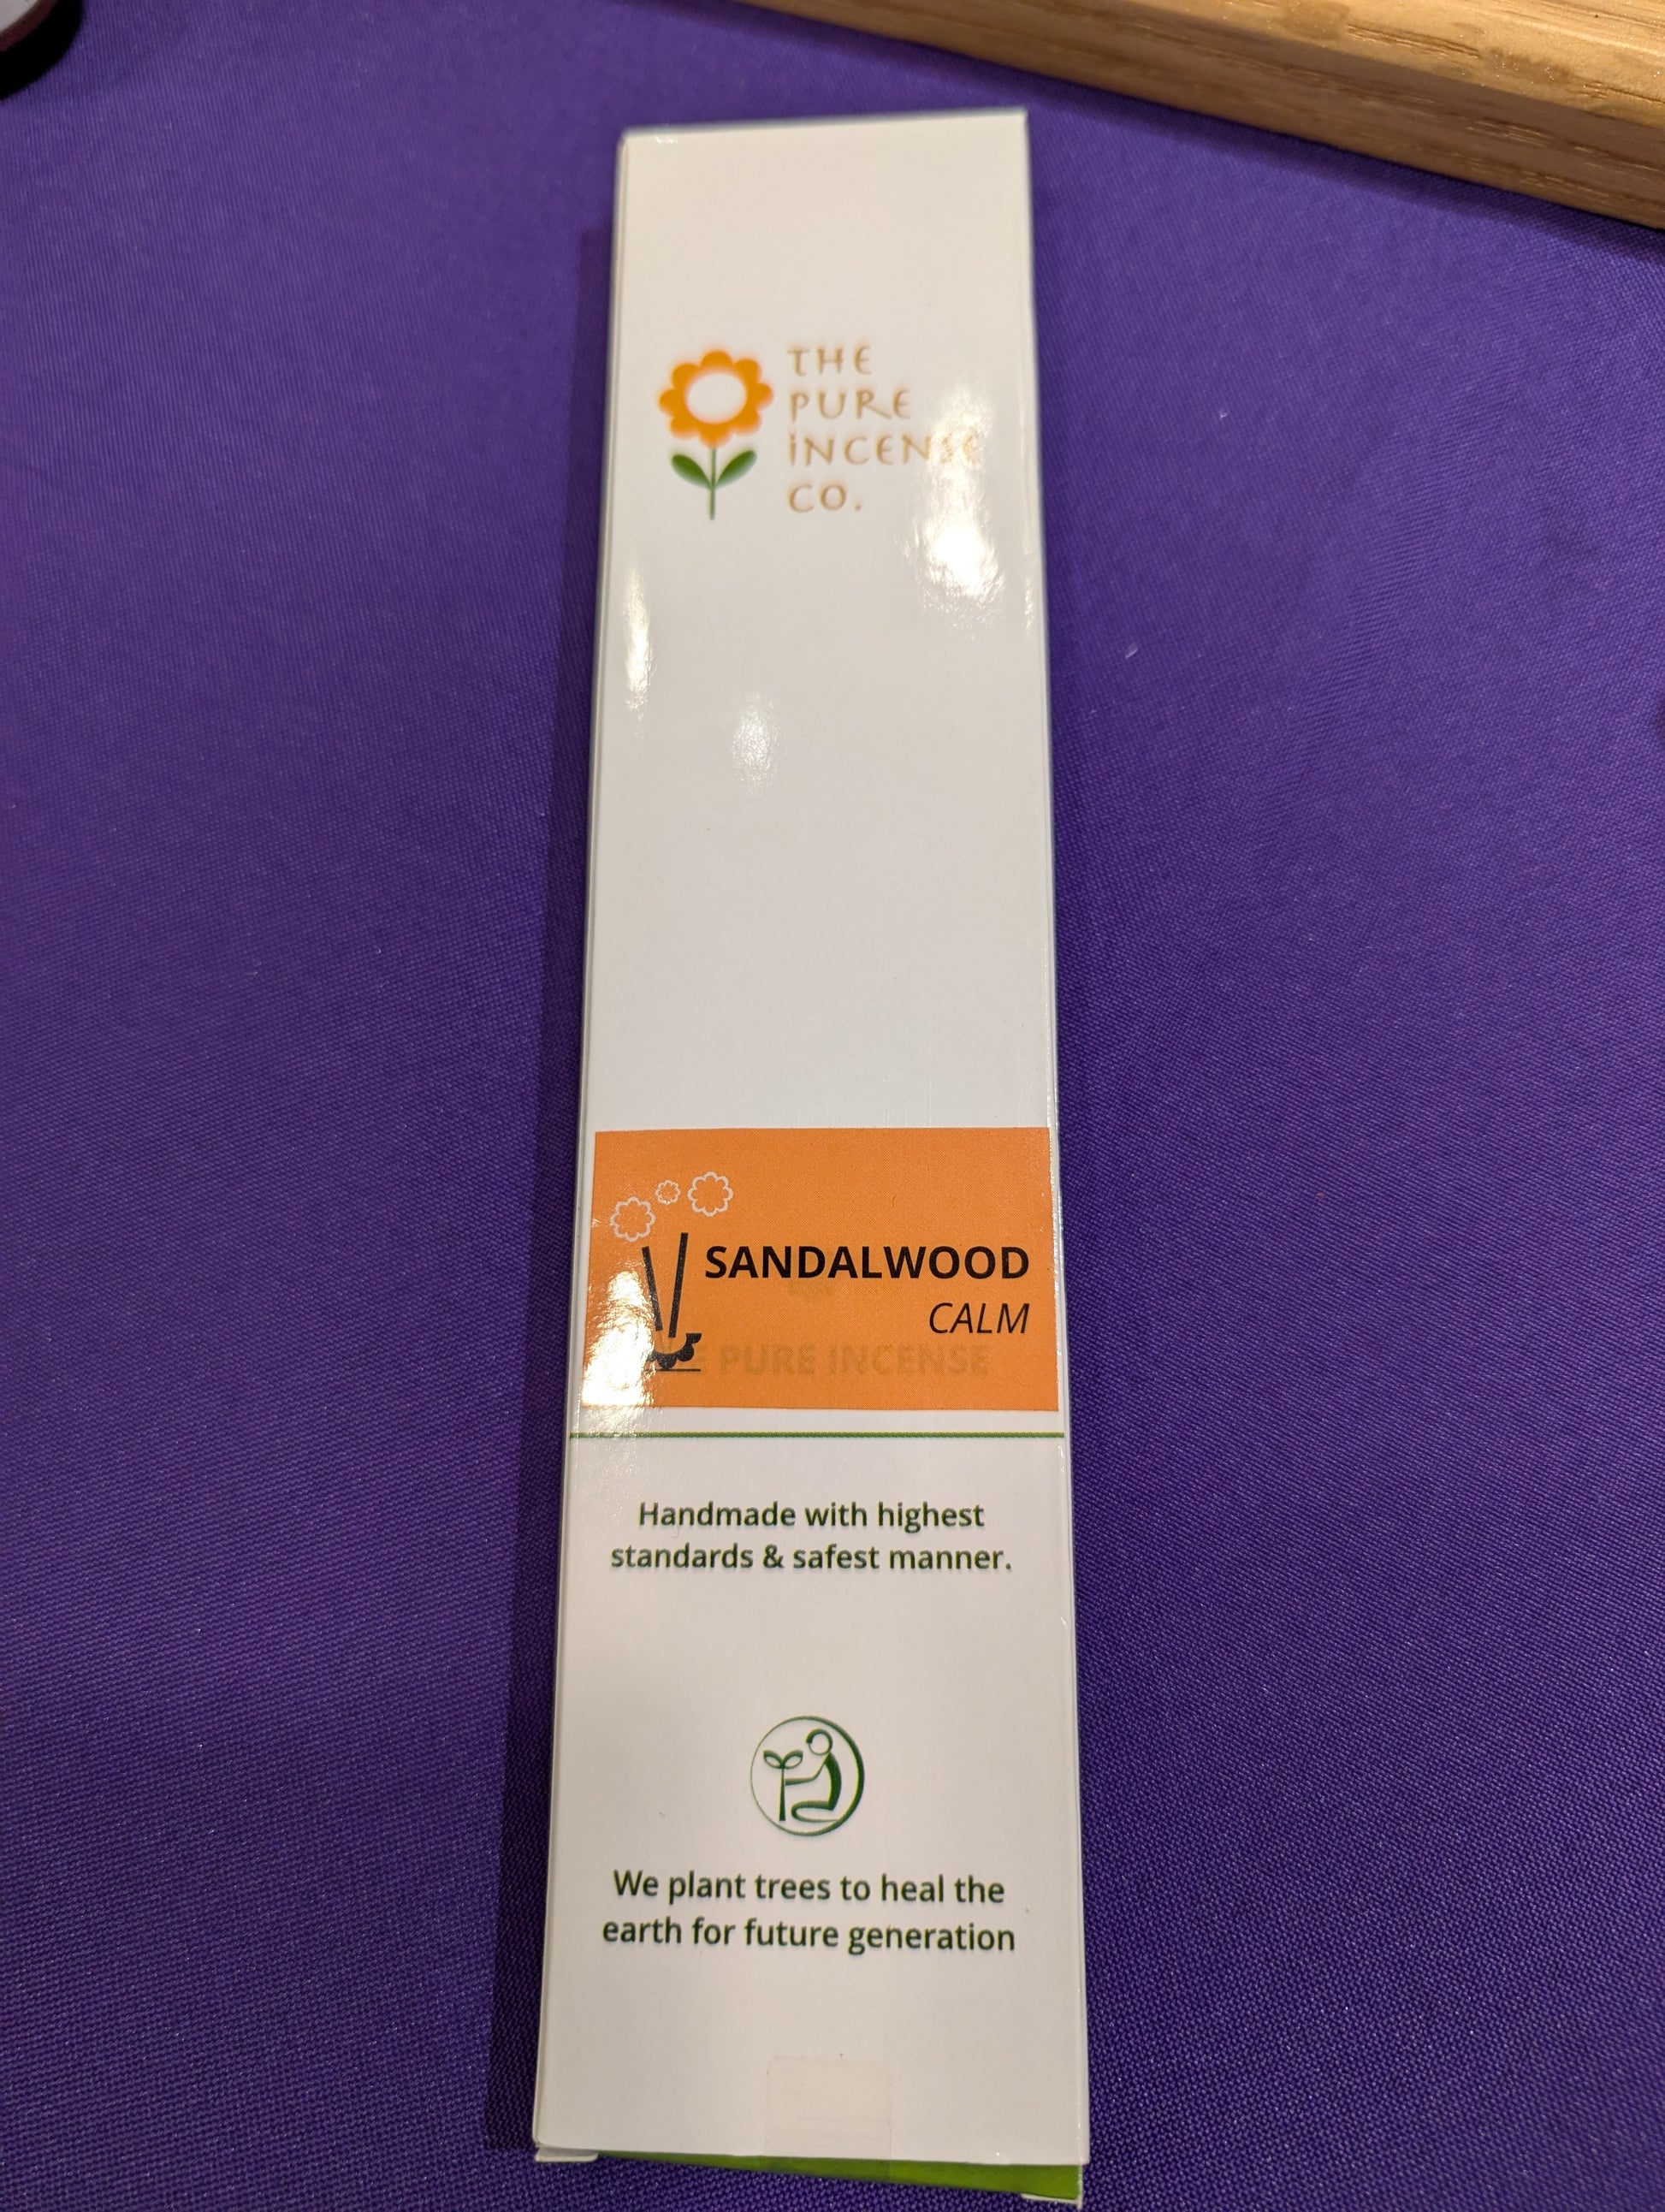 THE
PURE
INCENSE
CO.
SANDALWOOD
CALM
PURE INCENSE
Handmade with highest
standards & safest manner.
We plant trees to heal the
earth for future generation